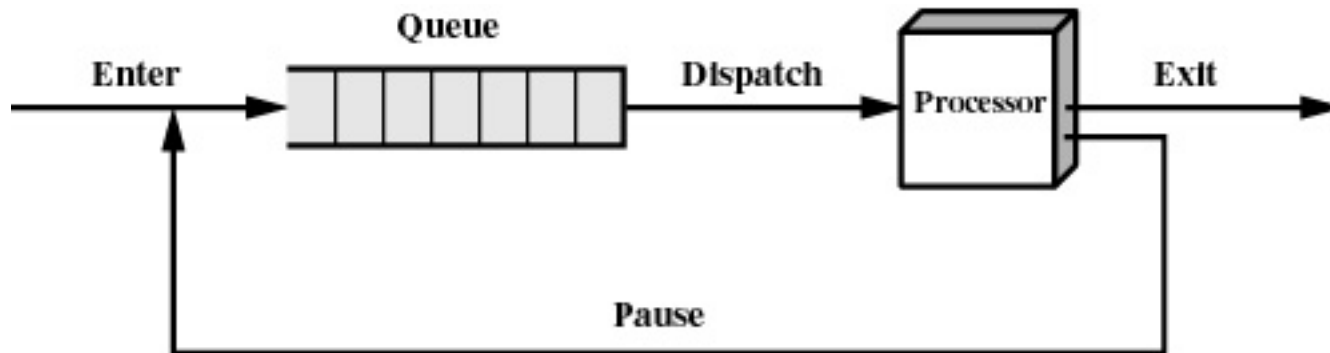 Queue
Enter
Dispatch
Processor
Exit
Pause